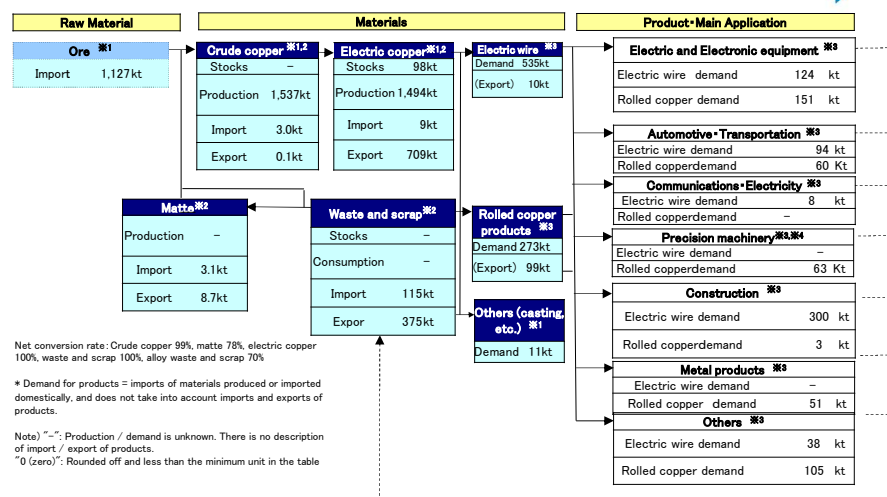 Raw Material
Materials
Product・Main Application
Ore ※1
Import 1,127kt
Crude copper ※1,2
Stocks －
Production 1,537kt
Import 3.0kt
Export 0.1kt
Electric copper※1,2
Stocks 98kt
Production 1,494kt
Import 9kt
Export 709kt
Electric wire ※3
Demand 535kt
(Export) 10kt
Electric and Electronic equipment ※3
Electric wire demand 124 kt
Rolled copper demand 151 kt
Automotive・Transportation ※3
Electric wire demand 94 kt
Rolled copperdemand 60 Kt
Communications・Electricity ※3
Electric wire demand 8 kt
Rolled copperdemand －
Matte※2
Production －
Import 3.1kt
Export 8.7kt
Waste and scrap※2
Stocks －
Consumption －
Import 115kt
Expor 375kt
Rolled copper
products ※3
Demand 273kt
(Export) 99kt
Others (casting,
etc.) ※1
Demand 11kt
Precision machinery※3,※4
Electric wire demand －
Rolled copperdemand 63 Kt
Construction ※3
Electric wire demand 300 kt
Rolled copperdemand 3 kt
Metal products ※3
Electric wire demand －
Rolled copper demand 51 kt
Others ※3
Electric wire demand 38 kt
Rolled copper demand 105 kt
Net conversion rate: Crude copper 99%, matte 78%, electric copper
100%, waste and scrap 100%, alloy waste and scrap 70%
* Demand for products = imports of materials produced or imported
domestically, and does not take into account imports and exports of
products.
Note) "−": Production / demand is unknown. There is no description
of import / export of products.
"0 (zero)": Rounded off and less than the minimum unit in the table